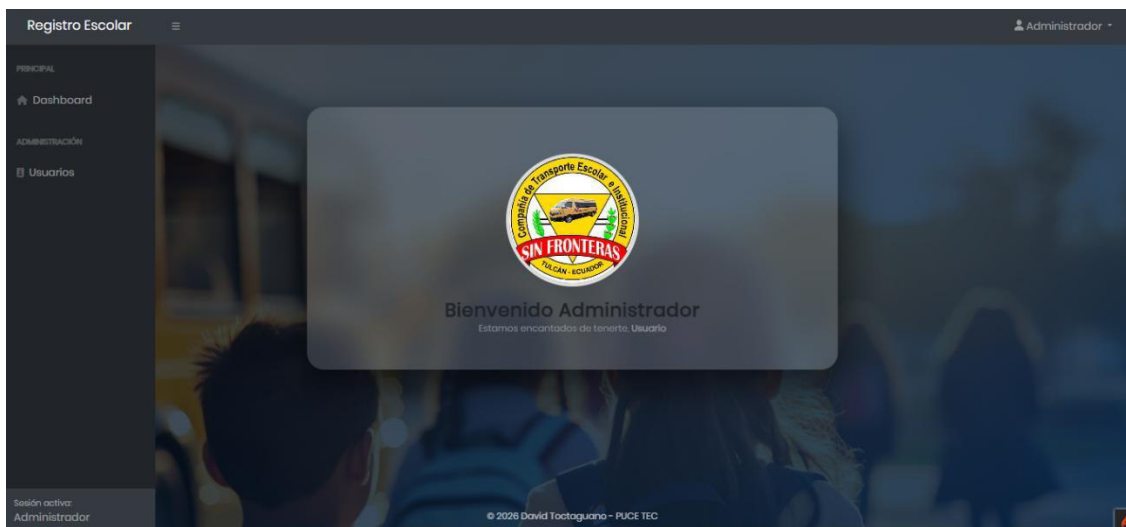 Registro Escolar
Administrador
PRINCIPAL
Dashboard
ADMINISTRACIÓN
Usuarios
Compañía de Transporte Escolar e Institucional
SIN FRONTERAS
TULCÁN - ECUADOR
Bienvenido Administrador
Estamos encantados de tenerte, Usuario
Sesión activa:
Administrador
© 2026 David Toctaguano - PUCE TEC